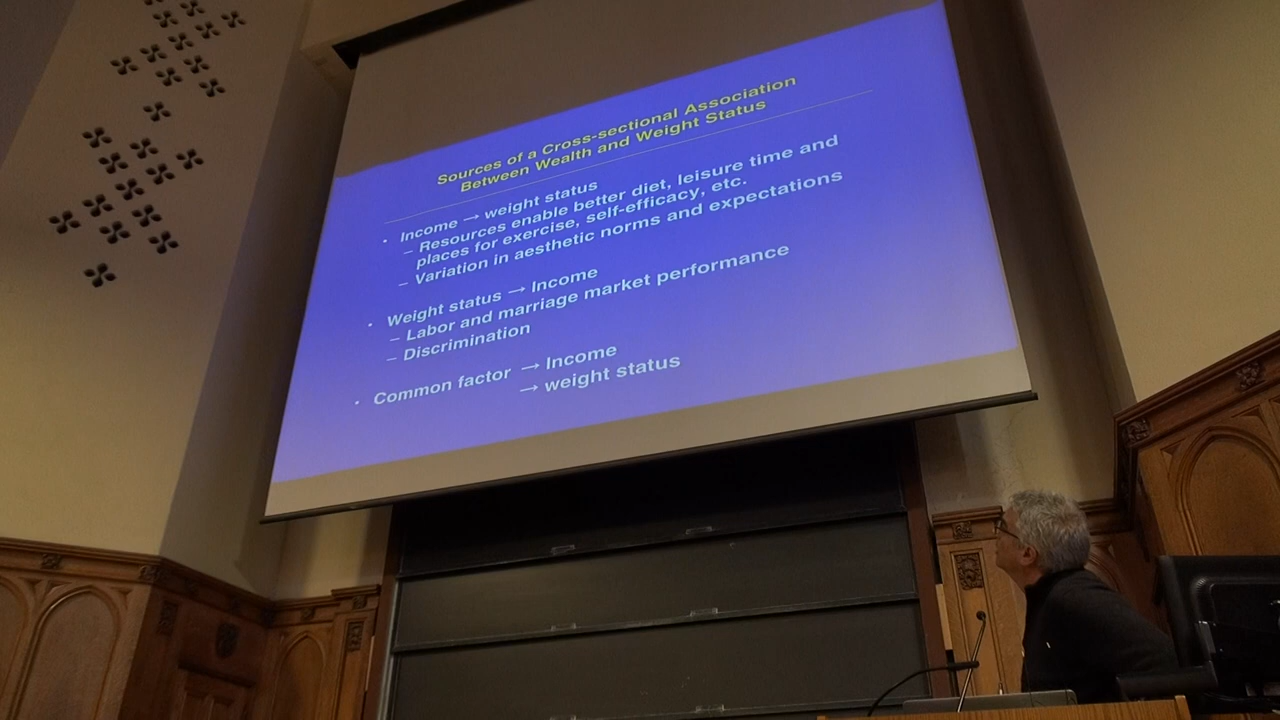 Sources of a Cross-sectional Association
Between Wealth and Weight Status
• Income → weight status
– Resources enable better diet, leisure time and
places for exercise, self-efficacy, etc.
– Variation in aesthetic norms and expectations
• Weight status → Income
– Labor and marriage market performance
– Discrimination
• Common factor → Income
→ weight status